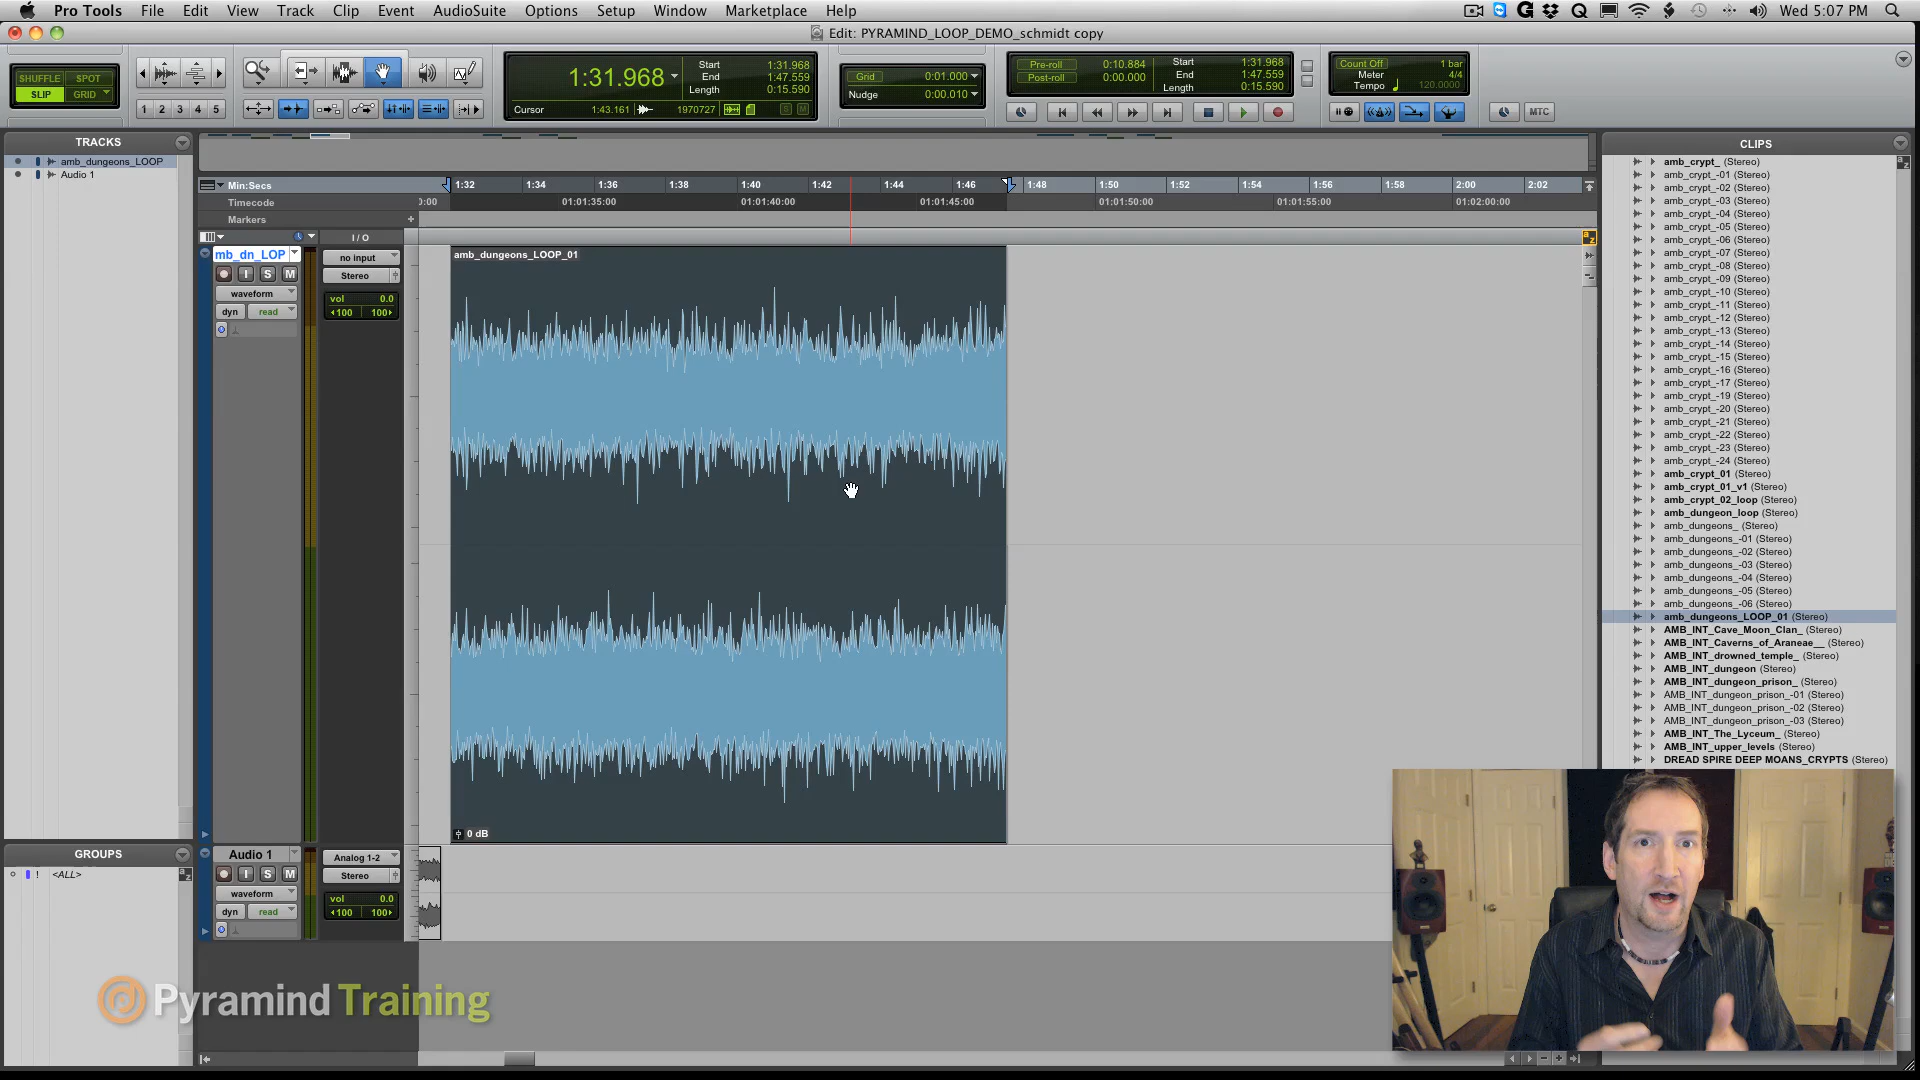 Pro Tools File Edit View Track Clip Event AudioSuite Options Setup Window Marketplace Help Wed 5:07 PM
Edit: PYRAMIND_LOOP_DEMO_schmidt copy
SHUFFLE SPOT
SLIP GRID
1 2 3 4 5
1:31.968
Start 1:31.968
End 1:47.559
Length 0:15.590
Cursor 1:43.161 1970727 S M
Grid 0:01.000
Nudge 0:00.010
Pre-roll 0:10.884
Post-roll 0:00.000
Start 1:31.968
End 1:47.559
Length 0:15.590
Count Off 1 bar
Meter 4/4
Tempo 120.0000
MTC
TRACKS
amb_dungeons_LOOP
Audio 1
Min:Secs 1:32 1:34 1:36 1:38 1:40 1:42 1:44 1:46 1:48 1:50 1:52 1:54 1:56 1:58 2:00 2:02
Timecode 0:00 01:01:35:00 01:01:40:00 01:01:45:00 01:01:50:00 01:01:55:00 01:02:00:00
Markers
I / O
mb_dn_LOP
I S M
waveform
dyn read
no input
Stereo
vol 0.0
100 100
amb_dungeons_LOOP_01
0 dB
Audio 1
I S M
waveform
dyn read
Analog 1-2
Stereo
vol 0.0
100 100
GROUPS
! <ALL>
a z
CLIPS
amb_crypt_ (Stereo)
amb_crypt_-01 (Stereo)
amb_crypt_-02 (Stereo)
amb_crypt_-03 (Stereo)
amb_crypt_-04 (Stereo)
amb_crypt_-05 (Stereo)
amb_crypt_-06 (Stereo)
amb_crypt_-07 (Stereo)
amb_crypt_-08 (Stereo)
amb_crypt_-09 (Stereo)
amb_crypt_-10 (Stereo)
amb_crypt_-11 (Stereo)
amb_crypt_-12 (Stereo)
amb_crypt_-13 (Stereo)
amb_crypt_-14 (Stereo)
amb_crypt_-15 (Stereo)
amb_crypt_-16 (Stereo)
amb_crypt_-17 (Stereo)
amb_crypt_-19 (Stereo)
amb_crypt_-20 (Stereo)
amb_crypt_-21 (Stereo)
amb_crypt_-22 (Stereo)
amb_crypt_-23 (Stereo)
amb_crypt_-24 (Stereo)
amb_crypt_01 (Stereo)
amb_crypt_01_v1 (Stereo)
amb_crypt_02_loop (Stereo)
amb_dungeon_loop (Stereo)
amb_dungeons_ (Stereo)
amb_dungeons_-01 (Stereo)
amb_dungeons_-02 (Stereo)
amb_dungeons_-03 (Stereo)
amb_dungeons_-04 (Stereo)
amb_dungeons_-05 (Stereo)
amb_dungeons_-06 (Stereo)
amb_dungeons_LOOP_01 (Stereo)
AMB_INT_Cave_Moon_Clan_ (Stereo)
AMB_INT_Caverns_of_Araneae__ (Stereo)
AMB_INT_drowned_temple_ (Stereo)
AMB_INT_dungeon (Stereo)
AMB_INT_dungeon_prison_ (Stereo)
AMB_INT_dungeon_prison_-01 (Stereo)
AMB_INT_dungeon_prison_-02 (Stereo)
AMB_INT_dungeon_prison_-03 (Stereo)
AMB_INT_The_Lyceum_ (Stereo)
AMB_INT_upper_levels (Stereo)
DREAD SPIRE DEEP MOANS_CRYPTS (Stereo)
Pyramind Training